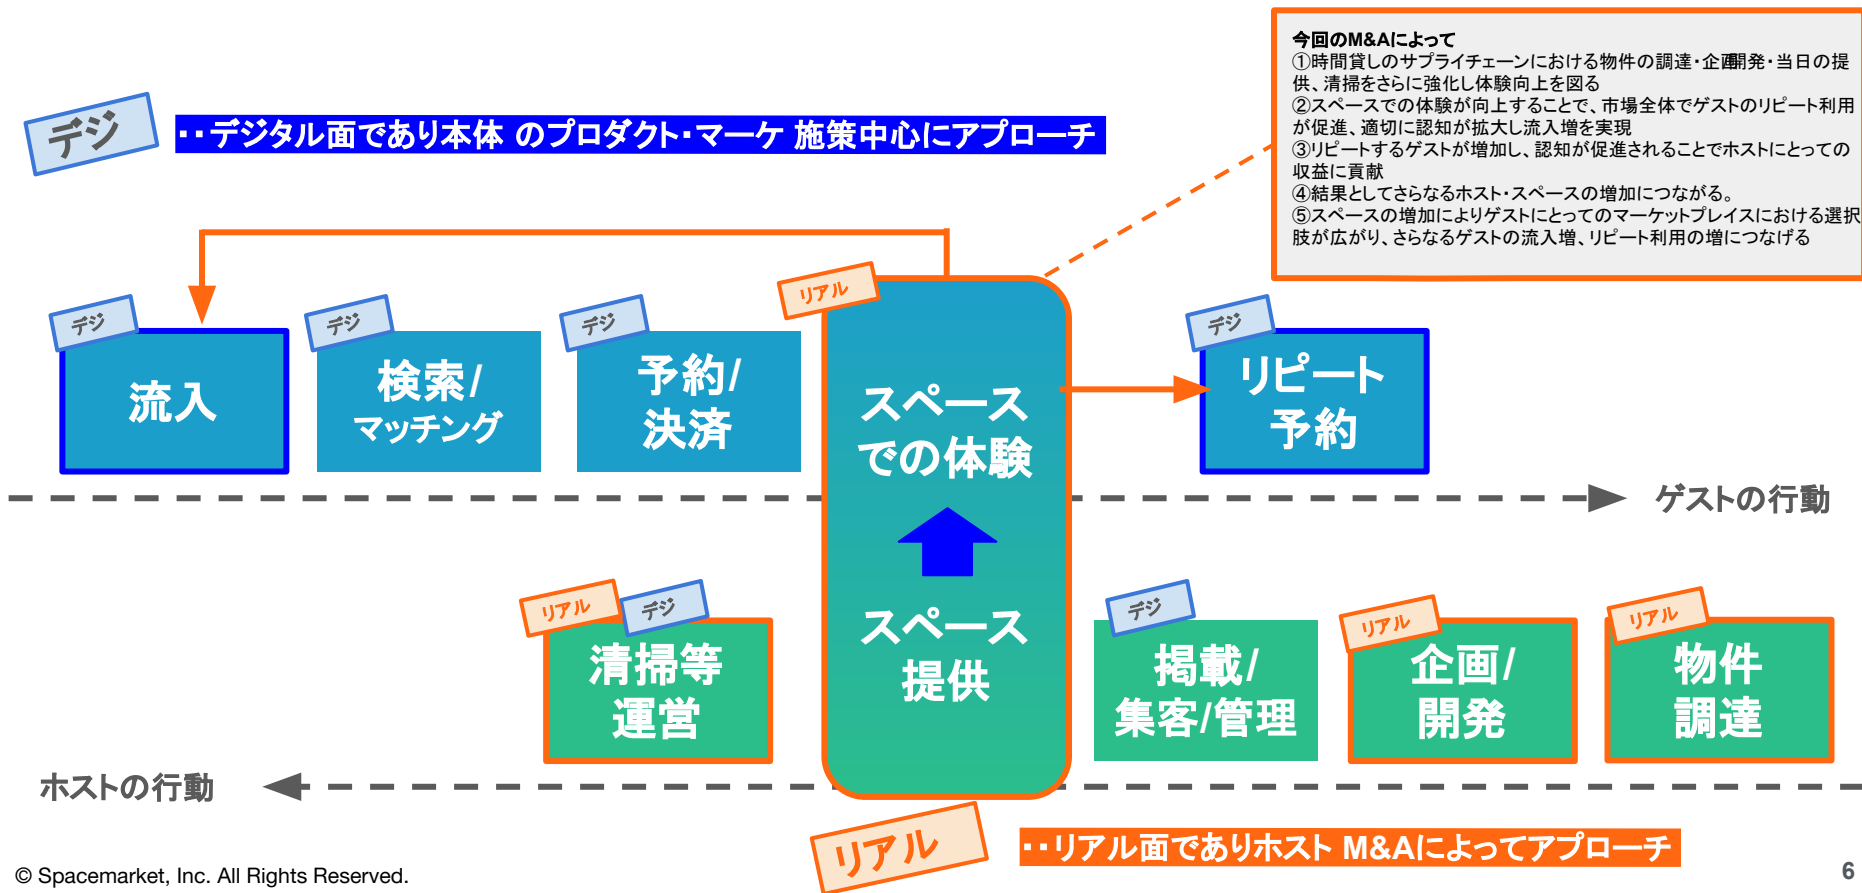 今回のM&Aによって
①時間貸しのサプライチェーンにおける物件の調達・企画開発・当日の提
供、清掃をさらに強化し体験向上を図る
②スペースでの体験が向上することで、市場全体でゲストのリピート利用
が促進、適切に認知が拡大し流入増を実現
③リピートするゲストが増加し、認知が促進されることでホストにとっての
収益に貢献
④結果としてさらなるホスト・スペースの増加につながる。
⑤スペースの増加によりゲストにとってのマーケットプレイスにおける選択
肢が広がり、さらなるゲストの流入増、リピート利用の増につなげる
デジ
・・デジタル面であり本体 のプロダクト・マーケ 施策中心にアプローチ
デジ
流入
デジ
検索/
マッチング
デジ
予約/
決済
リアル
スペース
での体験
デジ
リピート
予約
ゲストの行動
リアル
デジ
清掃等
運営
スペース
提供
デジ
掲載/
集客/管理
リアル
企画/
開発
リアル
物件
調達
ホストの行動
リアル
・・リアル面でありホスト M&Aによってアプローチ
© Spacemarket, Inc. All Rights Reserved.
6